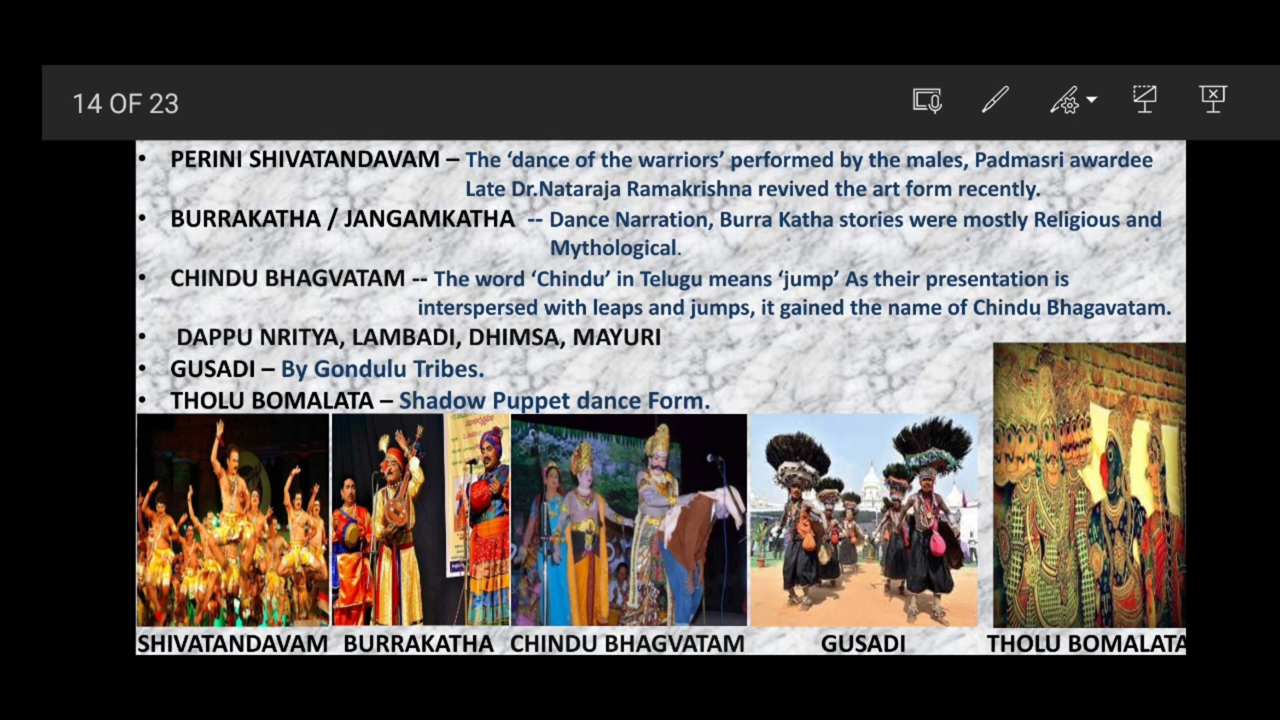 14 OF 23
• PERINI SHIVATANDAVAM – The ‘dance of the warriors’ performed by the males, Padmasri awardee
Late Dr.Nataraja Ramakrishna revived the art form recently.
• BURRAKATHA / JANGAMKATHA -- Dance Narration, Burra Katha stories were mostly Religious and
Mythological.
• CHINDU BHAGVATAM -- The word ‘Chindu’ in Telugu means ‘jump’ As their presentation is
interspersed with leaps and jumps, it gained the name of Chindu Bhagavatam.
• DAPPU NRITYA, LAMBADI, DHIMSA, MAYURI
• GUSADI – By Gondulu Tribes.
• THOLU BOMALATA – Shadow Puppet dance Form.
SHIVATANDAVAM BURRAKATHA CHINDU BHAGVATAM GUSADI THOLU BOMALATA